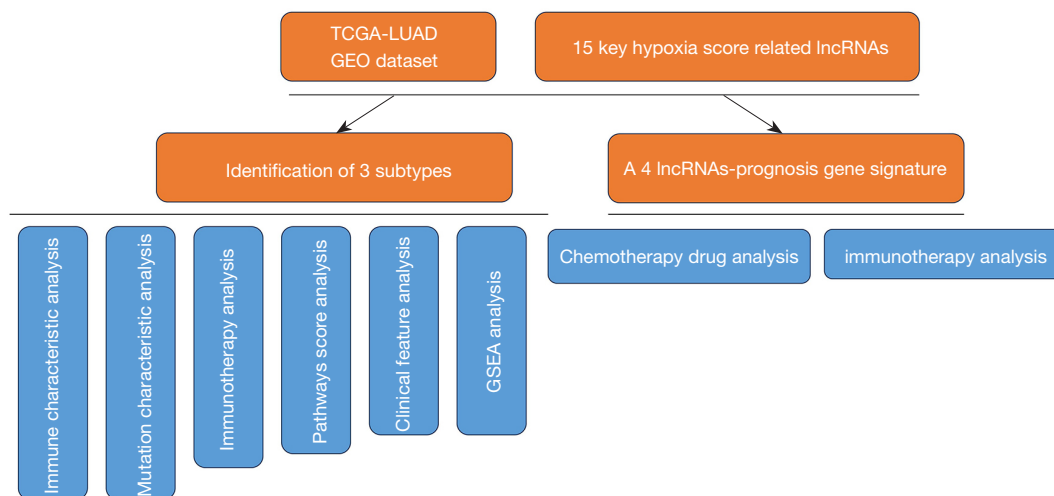 TCGA-LUAD
GEO dataset
15 key hypoxia score related lncRNAs
Identification of 3 subtypes
A 4 lncRNAs-prognosis gene signature
Immune characteristic analysis
Mutation characteristic analysis
Immunotherapy analysis
Pathways score analysis
Clinical feature analysis
GSEA analysis
Chemotherapy drug analysis
immunotherapy analysis